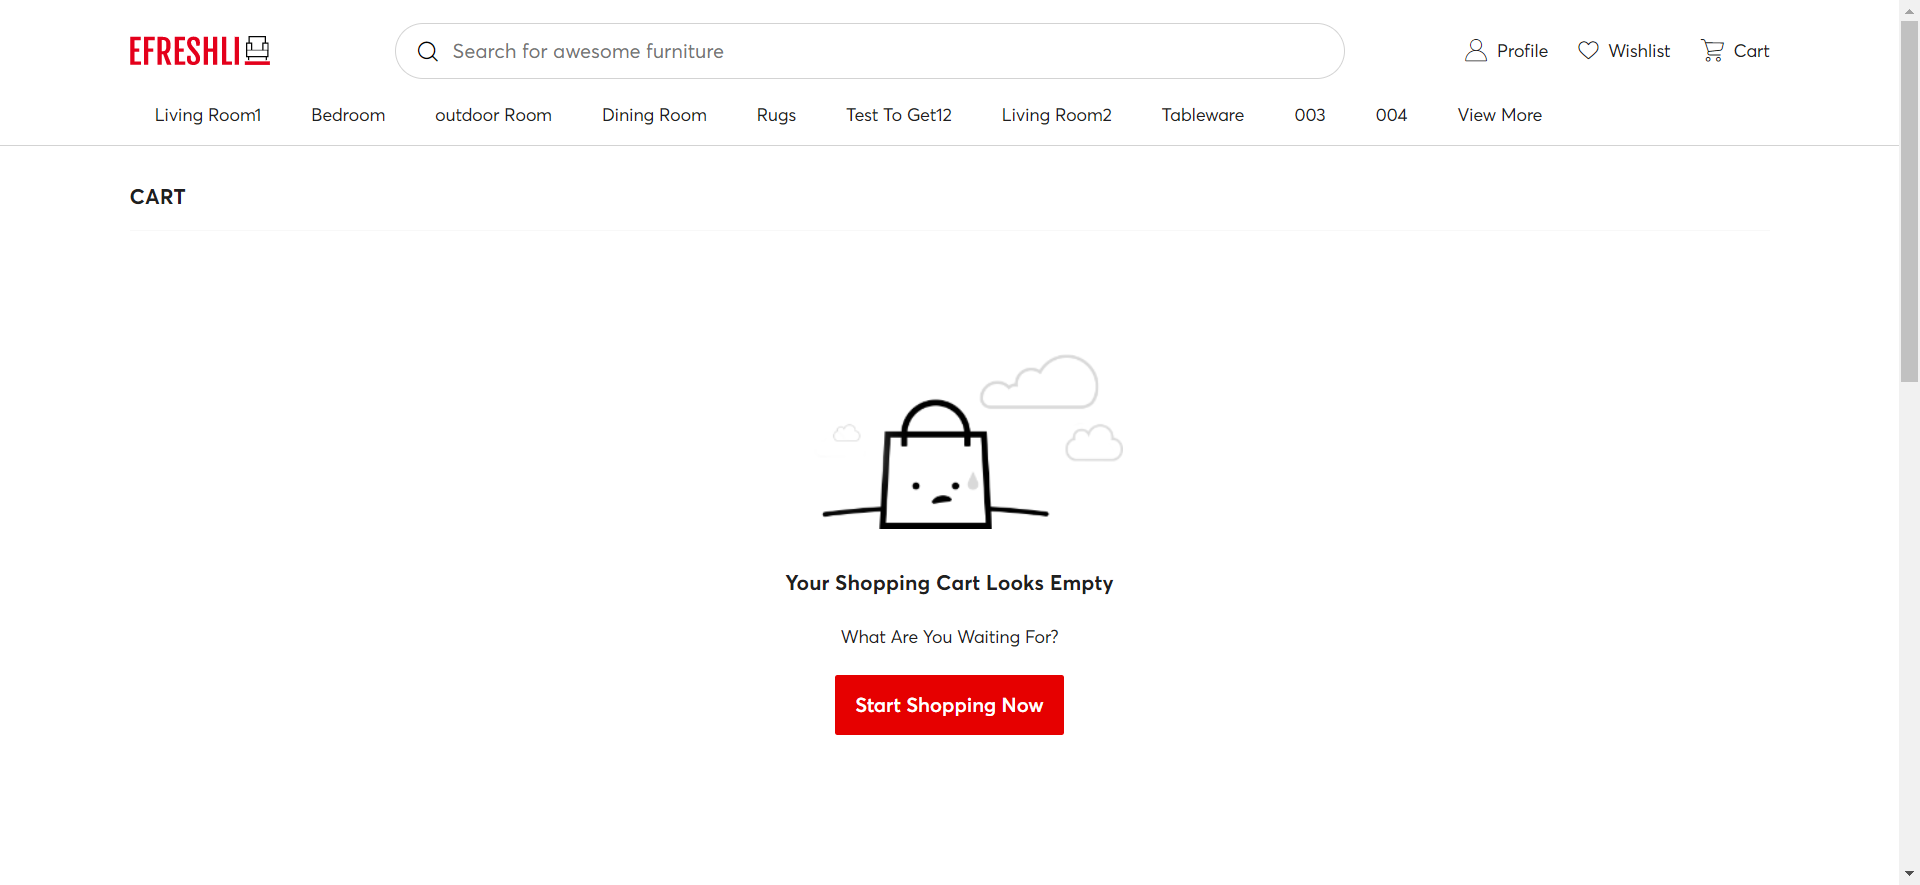 EFRESHLI
Search for awesome furniture
Profile
Wishlist
Cart
Living Room1
Bedroom
outdoor Room
Dining Room
Rugs
Test To Get12
Living Room2
Tableware
003
004
View More
CART
Your Shopping Cart Looks Empty
What Are You Waiting For?
Start Shopping Now